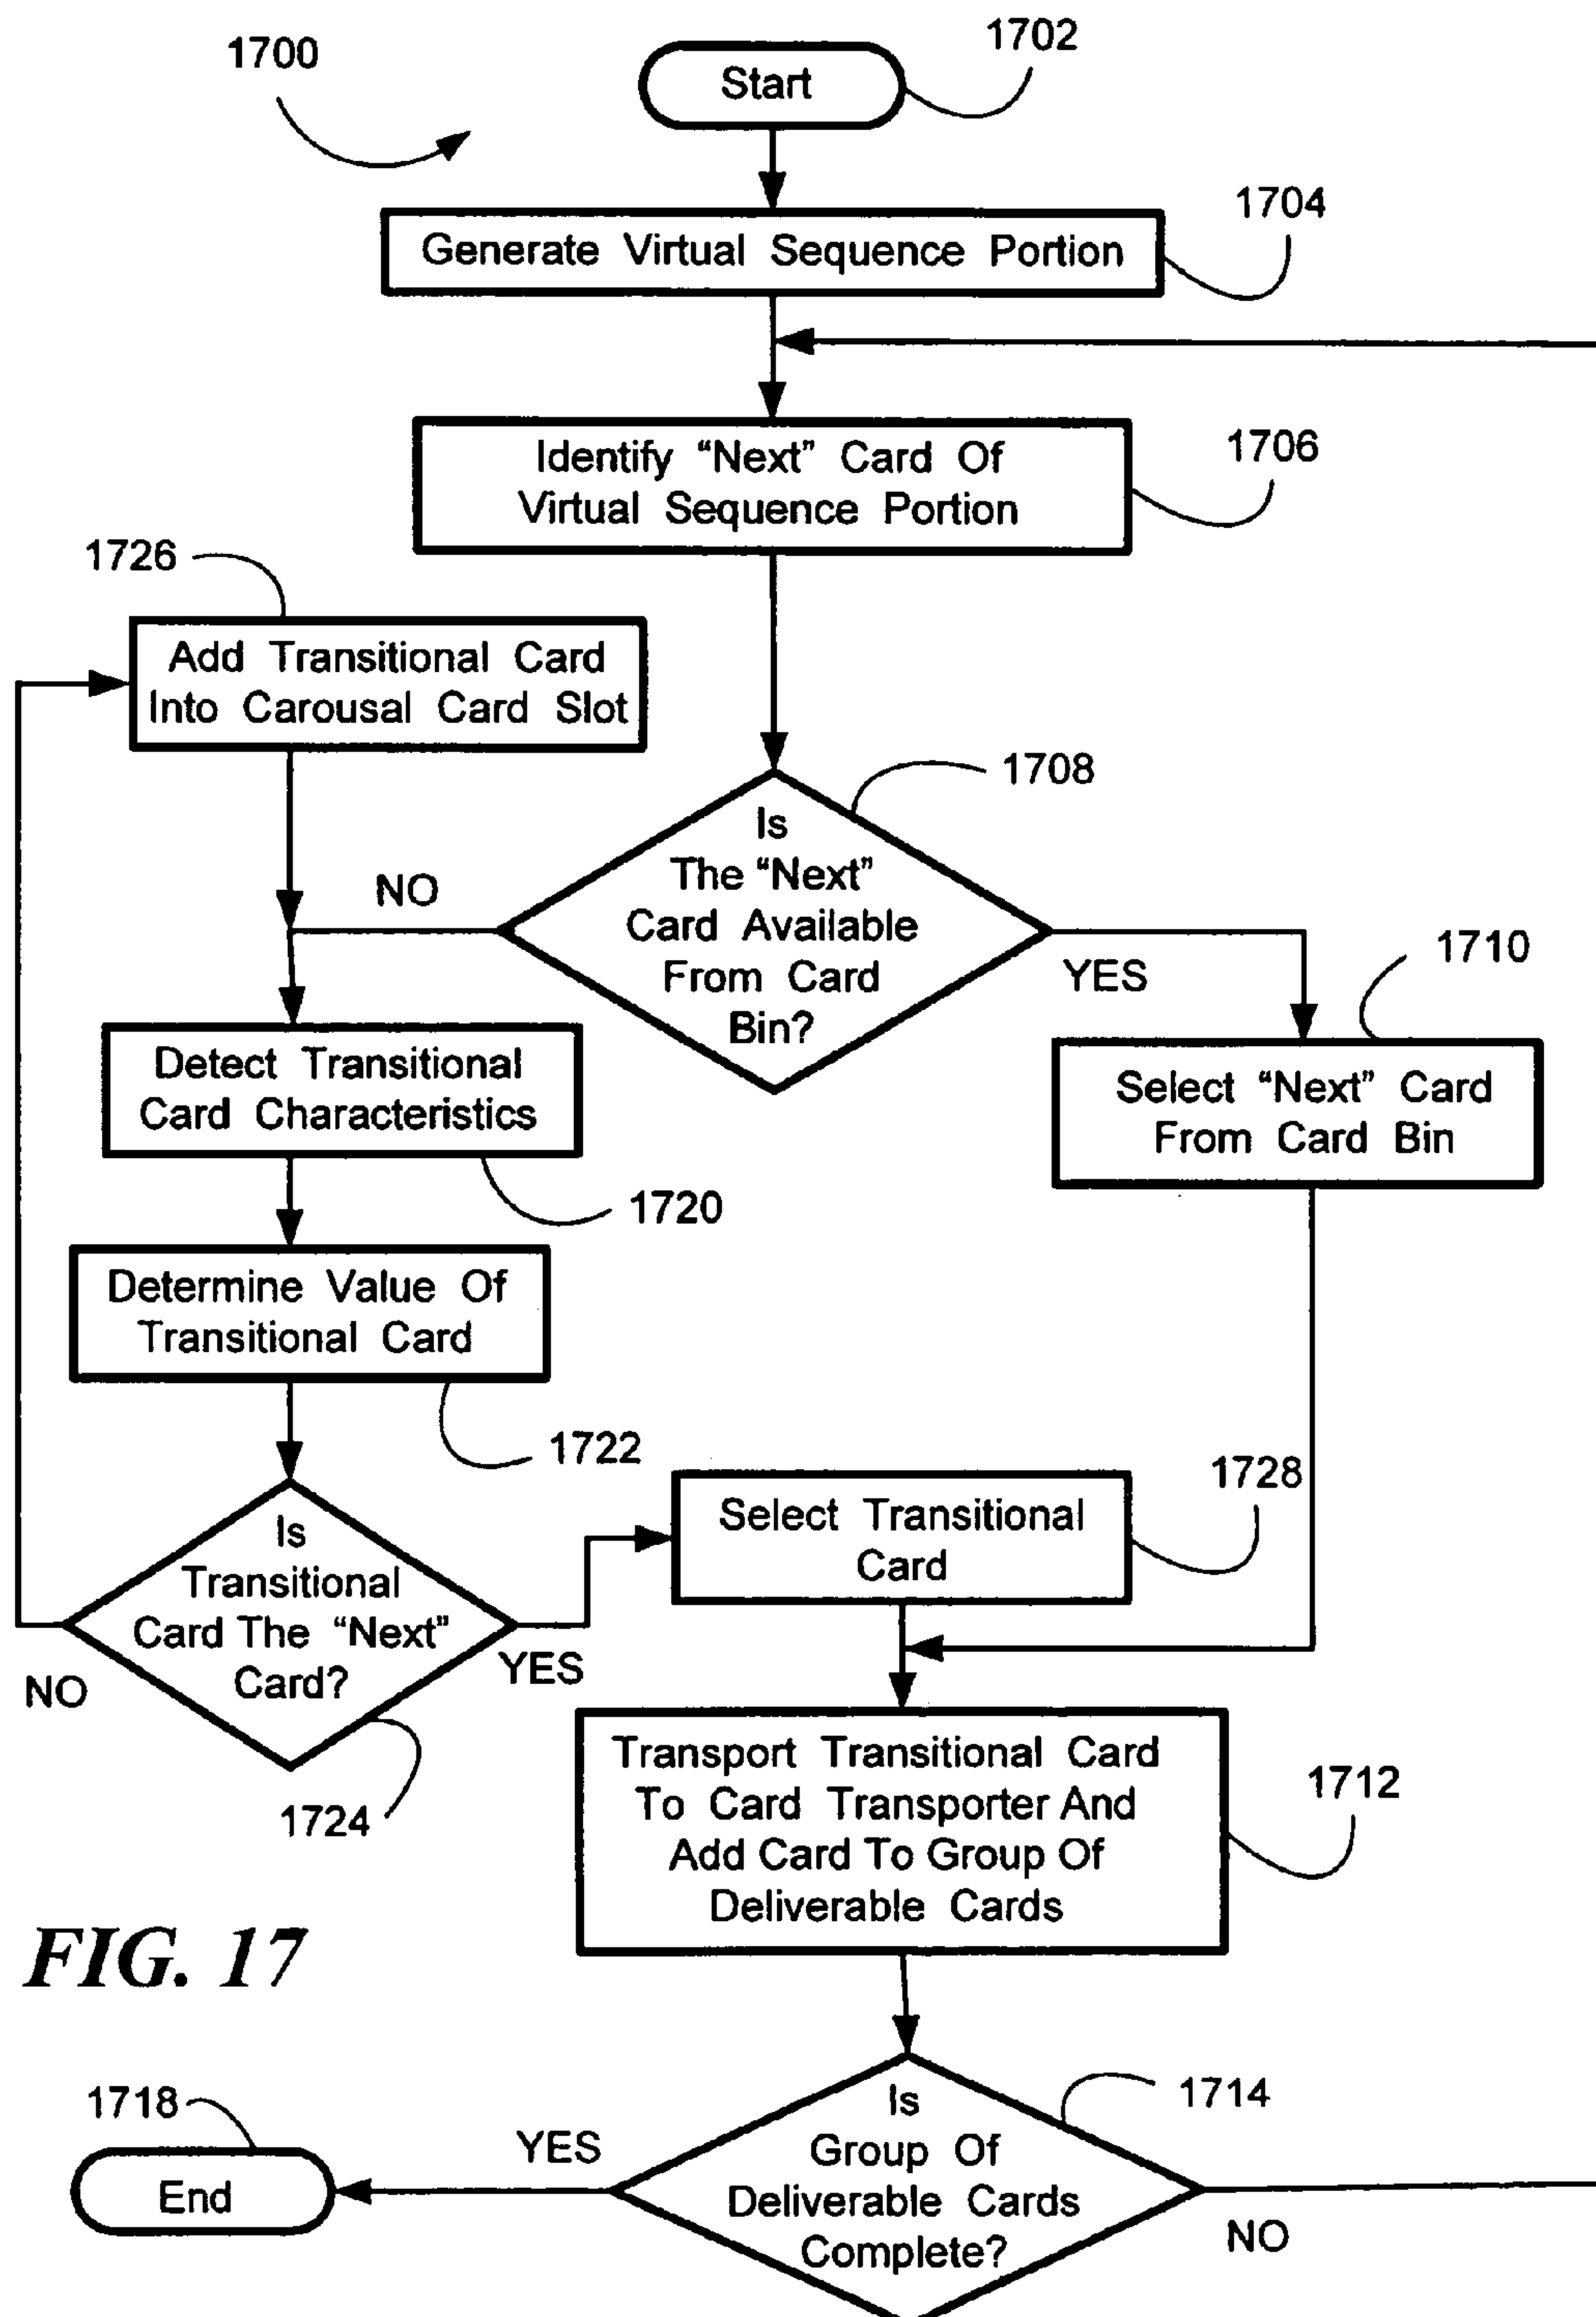 1700
Start
1702
Generate Virtual Sequence Portion
1704
Identify “Next” Card Of
Virtual Sequence Portion
1706
1726
Add Transitional Card
Into Carousal Card Slot
Is
The “Next”
Card Available
From Card
Bin?
1708
NO
YES
1710
Select “Next” Card
From Card Bin
Detect Transitional
Card Characteristics
1720
Determine Value Of
Transitional Card
1722
Is
Transitional
Card The “Next”
Card?
NO
YES
1724
Select Transitional
Card
1728
Transport Transitional Card
To Card Transporter And
Add Card To Group Of
Deliverable Cards
1712
FIG. 17
Is
Group Of
Deliverable Cards
Complete?
1714
YES
NO
1718
End